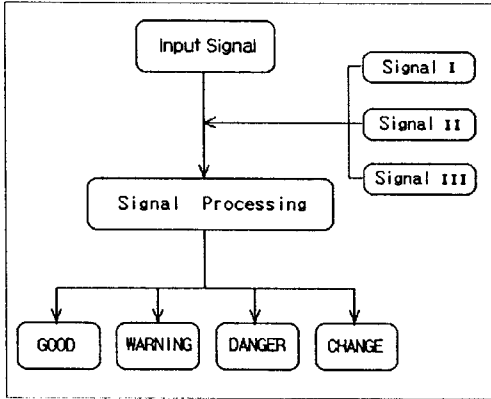 Input Signal
Signal I
Signal II
Signal III
Signal Processing
GOOD
WARNING
DANGER
CHANGE